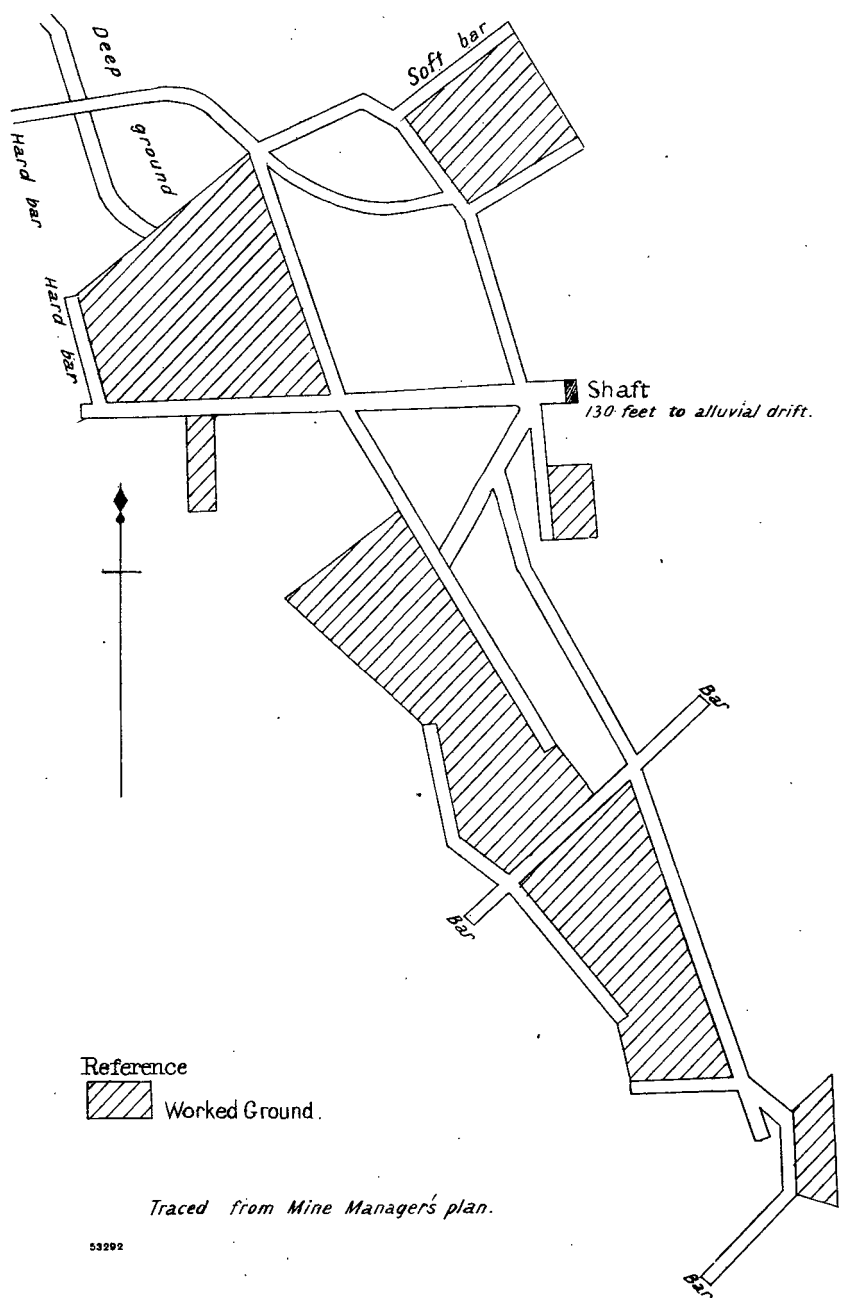 Deep
ground
Soft bar
Hard bar
Hard bar
Shaft
130 feet to alluvial drift.
Bar
Bar
Reference
Worked Ground.
Traced from Mine Manager's plan.
53292
Bar